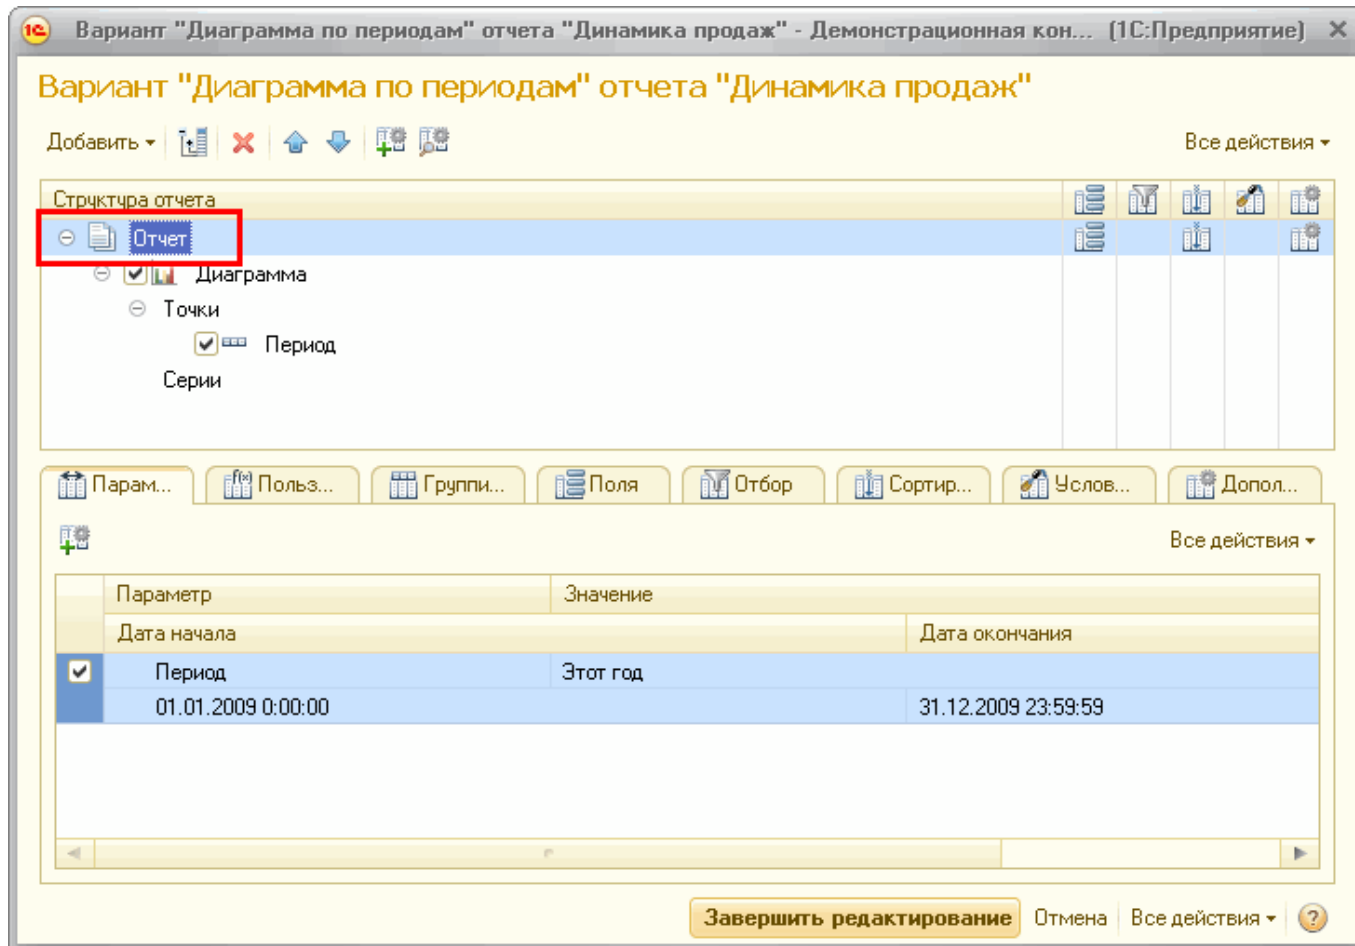 Вариант "Диаграмма по периодам" отчета "Динамика продаж" - Демонстрационная кон... (1С:Предприятие)
Вариант "Диаграмма по периодам" отчета "Динамика продаж"
Добавить Все действия
Структура отчета
Отчет
Диаграмма
Точки
Период
Серии
Парам... Польз... Группи... Поля Отбор Сортир... Услов... Допол...
Все действия
Параметр Значение
Дата начала Дата окончания
Период Этот год
01.01.2009 0:00:00 31.12.2009 23:59:59
Завершить редактирование Отмена Все действия ?